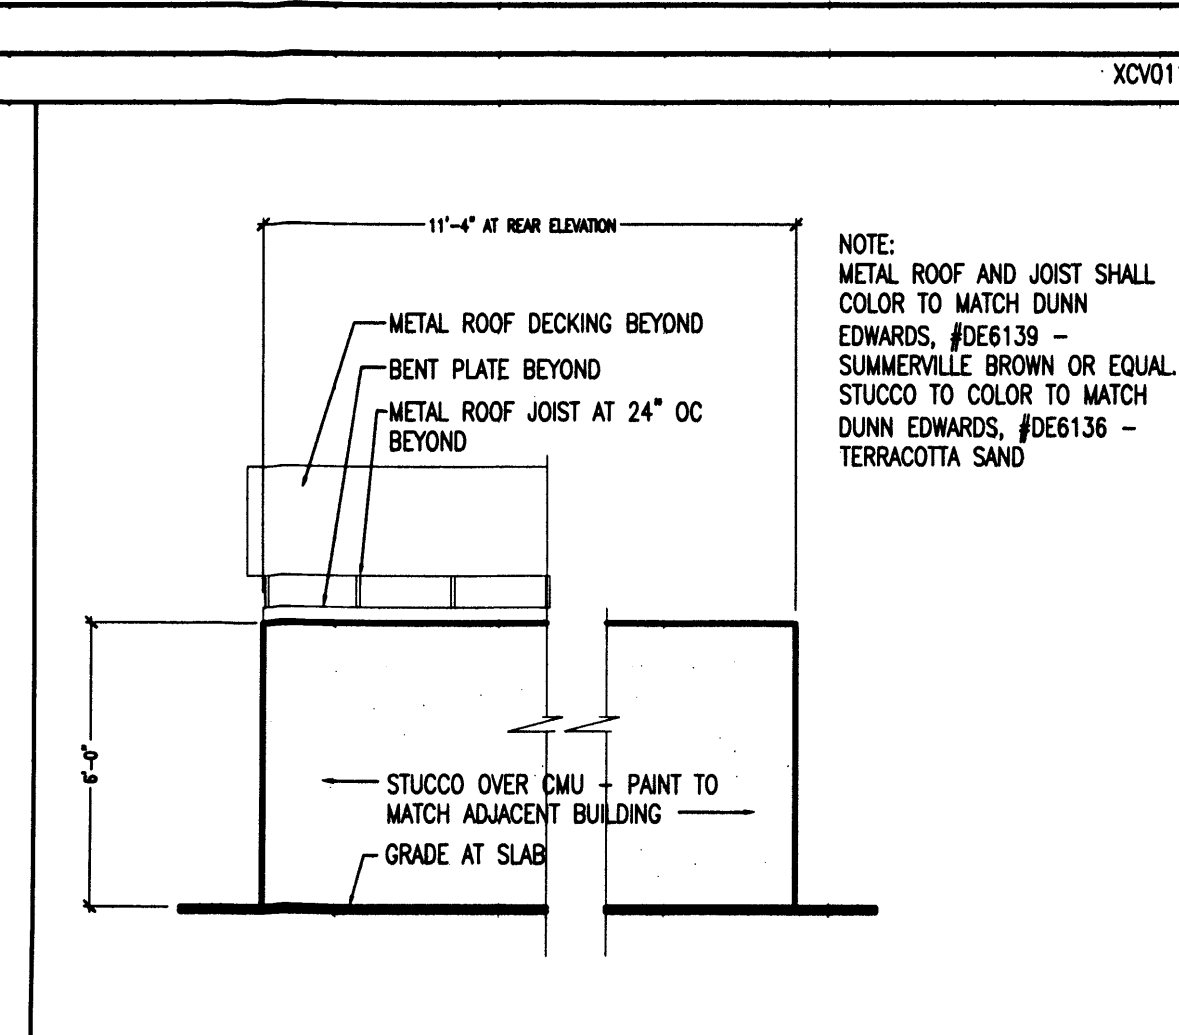 XCV01
11'-4" AT REAR ELEVATION
NOTE:
METAL ROOF AND JOIST SHALL
COLOR TO MATCH DUNN
EDWARDS, #DE6139 -
SUMMERVILLE BROWN OR EQUAL.
STUCCO TO COLOR TO MATCH
DUNN EDWARDS, #DE6136 -
TERRACOTTA SAND
METAL ROOF DECKING BEYOND
BENT PLATE BEYOND
METAL ROOF JOIST AT 24" OC
BEYOND
6'-0"
STUCCO OVER CMU - PAINT TO
MATCH ADJACENT BUILDING
GRADE AT SLAB